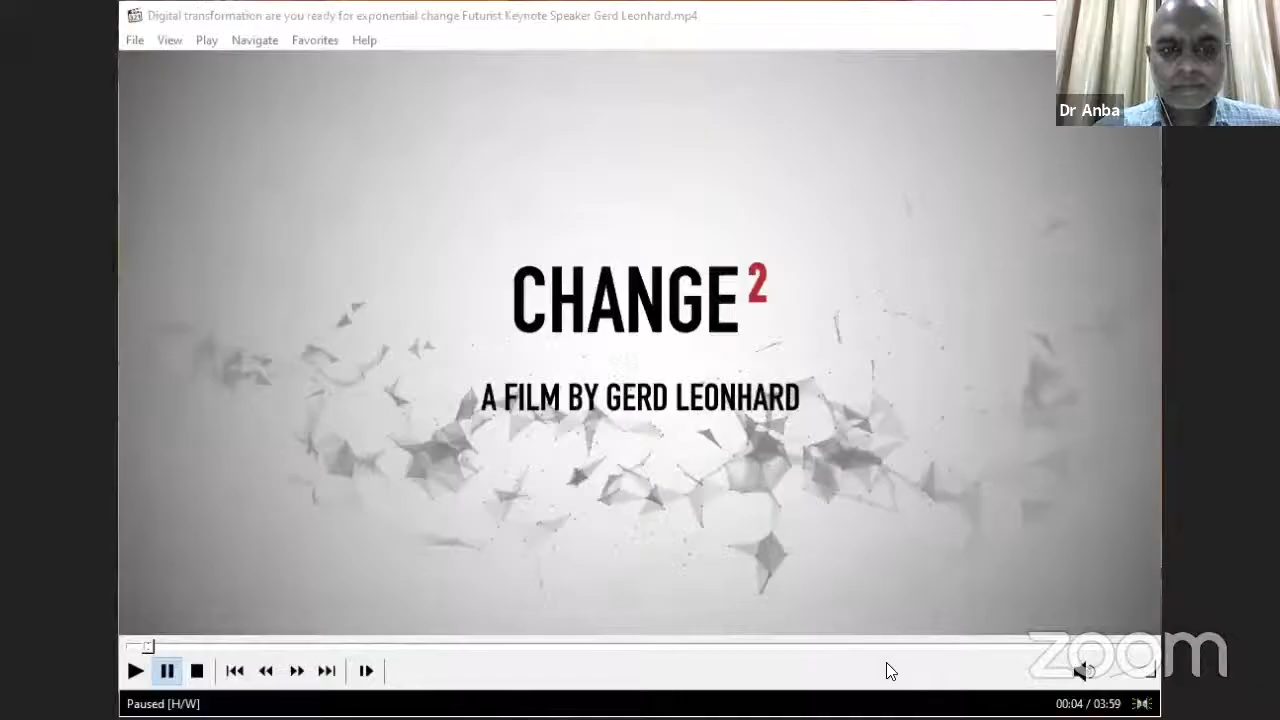 Digital transformation are you ready for exponential change Futurist Keynote Speaker Gerd Leonhard.mp4
File View Play Navigate Favorites Help
Dr Anba
CHANGE²
A FILM BY GERD LEONHARD
zoom
Paused [H/W]
00:04 / 03:59